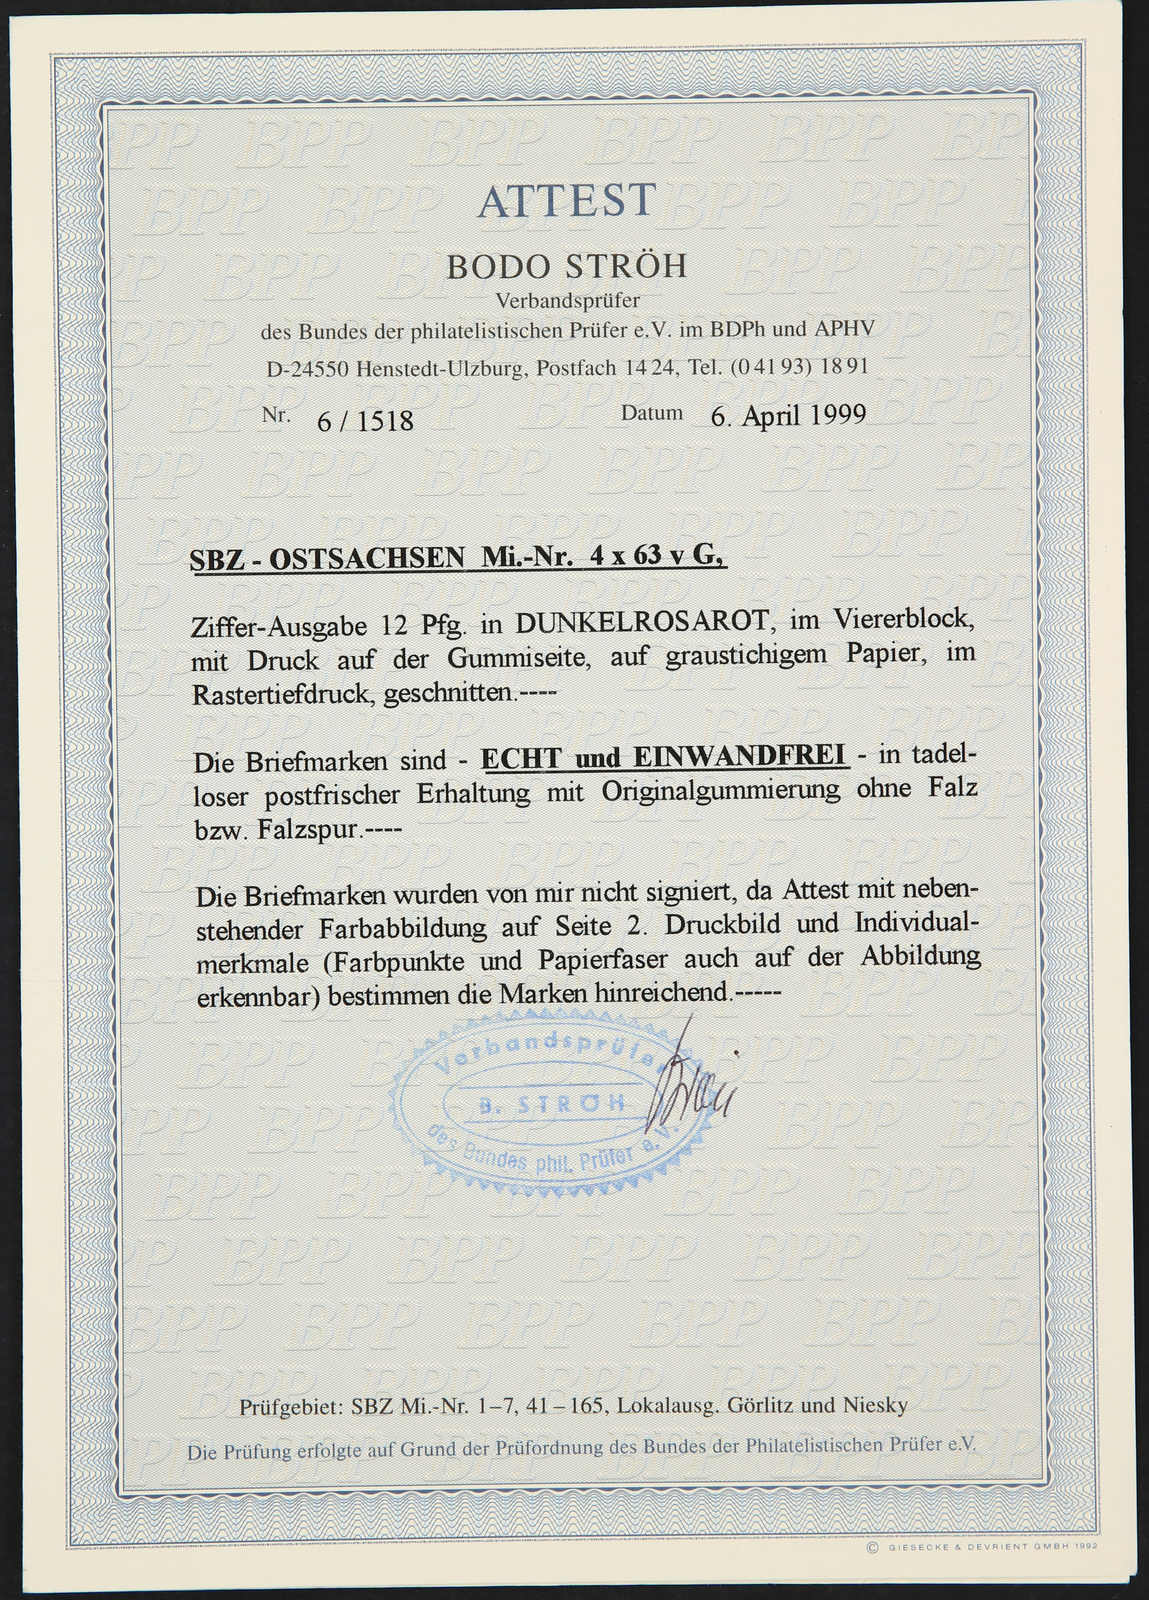 ATTEST
BODO STRÖH
Verbandsprüfer
des Bundes der philatelistischen Prüfer e.V. im BDPh und APHV
D-24550 Henstedt-Ulzburg, Postfach 14 24, Tel. (0 41 93) 18 91
Nr. 6 / 1518 Datum 6. April 1999
SBZ - OSTSACHSEN Mi.-Nr. 4 x 63 v G,
Ziffer-Ausgabe 12 Pfg. in DUNKELROSAROT, im Viererblock,
mit Druck auf der Gummiseite, auf graustichigem Papier, im
Rastertiefdruck, geschnitten.----
Die Briefmarken sind - ECHT und EINWANDFREI - in tadel-
loser postfrischer Erhaltung mit Originalgummierung ohne Falz
bzw. Falzspur.----
Die Briefmarken wurden von mir nicht signiert, da Attest mit neben-
stehender Farbabbildung auf Seite 2. Druckbild und Individual-
merkmale (Farbpunkte und Papierfaser auch auf der Abbildung
erkennbar) bestimmen die Marken hinreichend.-----
Verbandsprüfer
B. STRÖH
des Bundes phil. Prüfer e.V.
Prüfgebiet: SBZ Mi.-Nr. 1–7, 41–165, Lokalausg. Görlitz und Niesky
Die Prüfung erfolgte auf Grund der Prüfordnung des Bundes der Philatelistischen Prüfer e.V.
© GIESECKE & DEVRIENT GMBH 1992